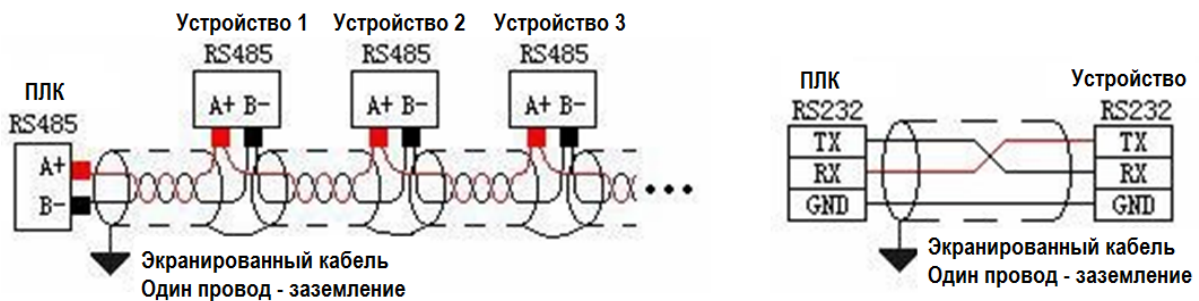 Устройство 1
RS485
A+ B-
Устройство 2
RS485
A+ B-
Устройство 3
RS485
A+ B-
ПЛК
RS485
A+
B-
Экранированный кабель
Один провод - заземление
ПЛК
RS232
TX
RX
GND
Устройство
RS232
TX
RX
GND
Экранированный кабель
Один провод - заземление